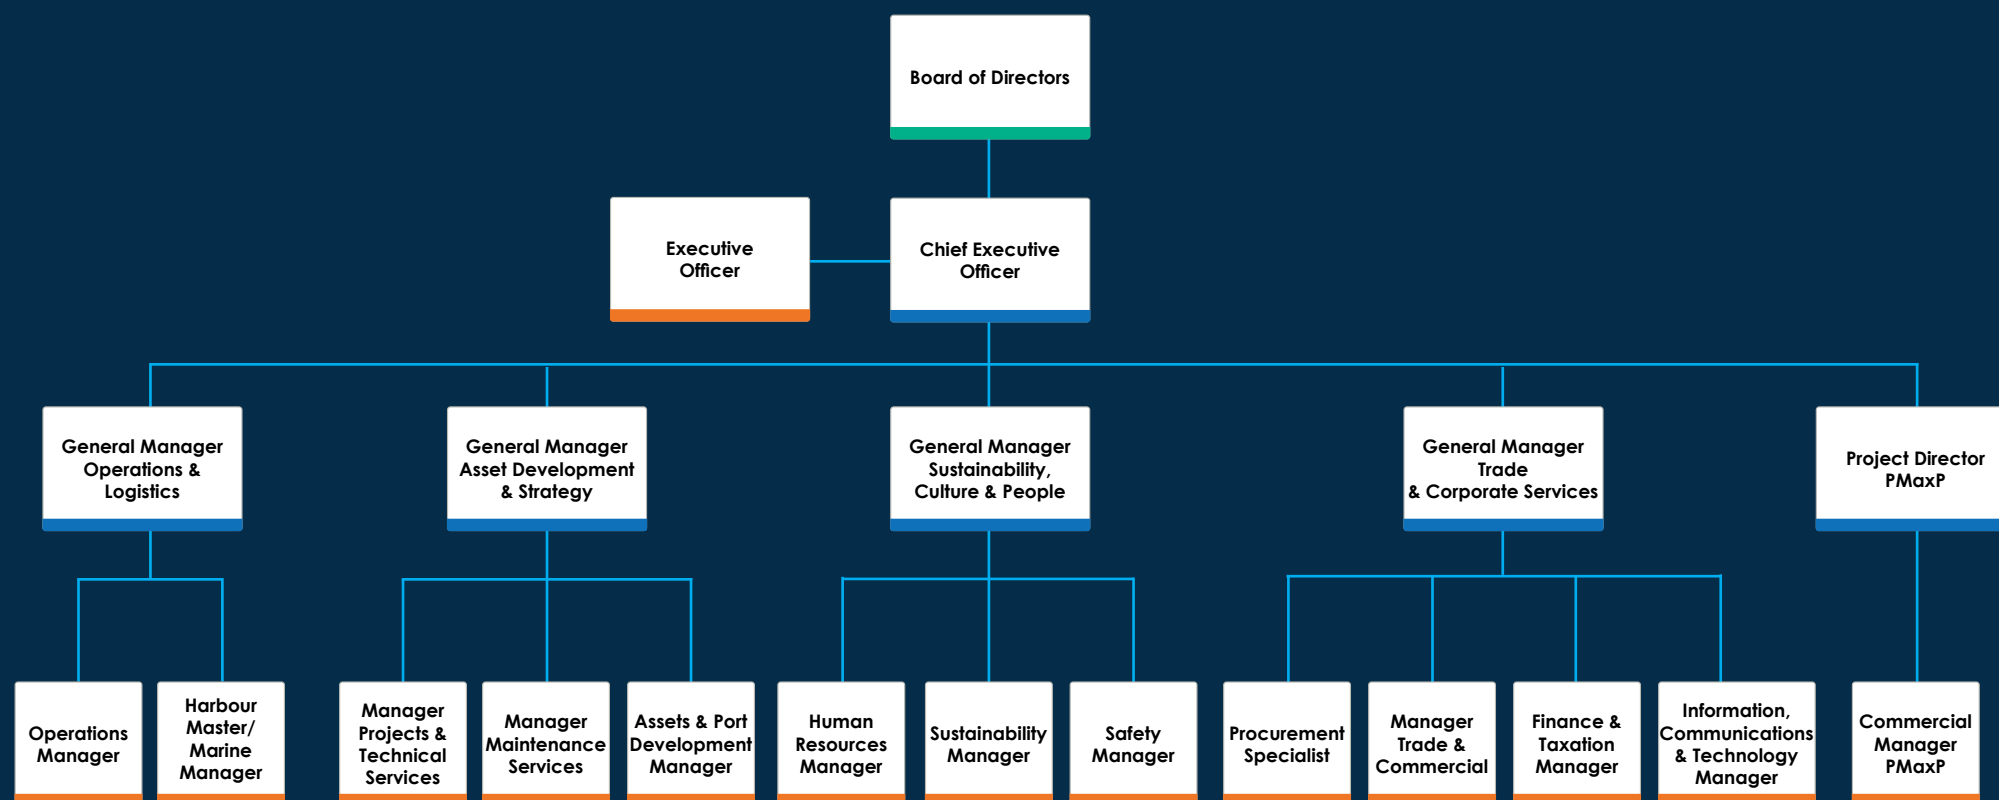 Board of Directors
Executive
Officer
Chief Executive
Officer
General Manager
Operations &
Logistics
General Manager
Asset Development
& Strategy
General Manager
Sustainability,
Culture & People
General Manager
Trade
& Corporate Services
Project Director
PMaxP
Operations
Manager
Harbour
Master/
Marine
Manager
Manager
Projects &
Technical
Services
Manager
Maintenance
Services
Assets & Port
Development
Manager
Human
Resources
Manager
Sustainability
Manager
Safety
Manager
Procurement
Specialist
Manager
Trade &
Commercial
Finance &
Taxation
Manager
Information,
Communications
& Technology
Manager
Commercial
Manager
PMaxP